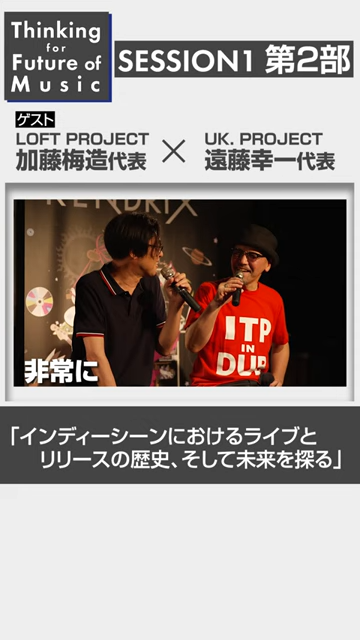 Thinking
for
Future of
Music
SESSION1 第2部
ゲスト
LOFT PROJECT
加藤梅造代表
×
UK. PROJECT
遠藤幸一代表
KENDRIX
ITP
IN
DUB
非常に
「インディーシーンにおけるライブと
リリースの歴史、そして未来を探る」